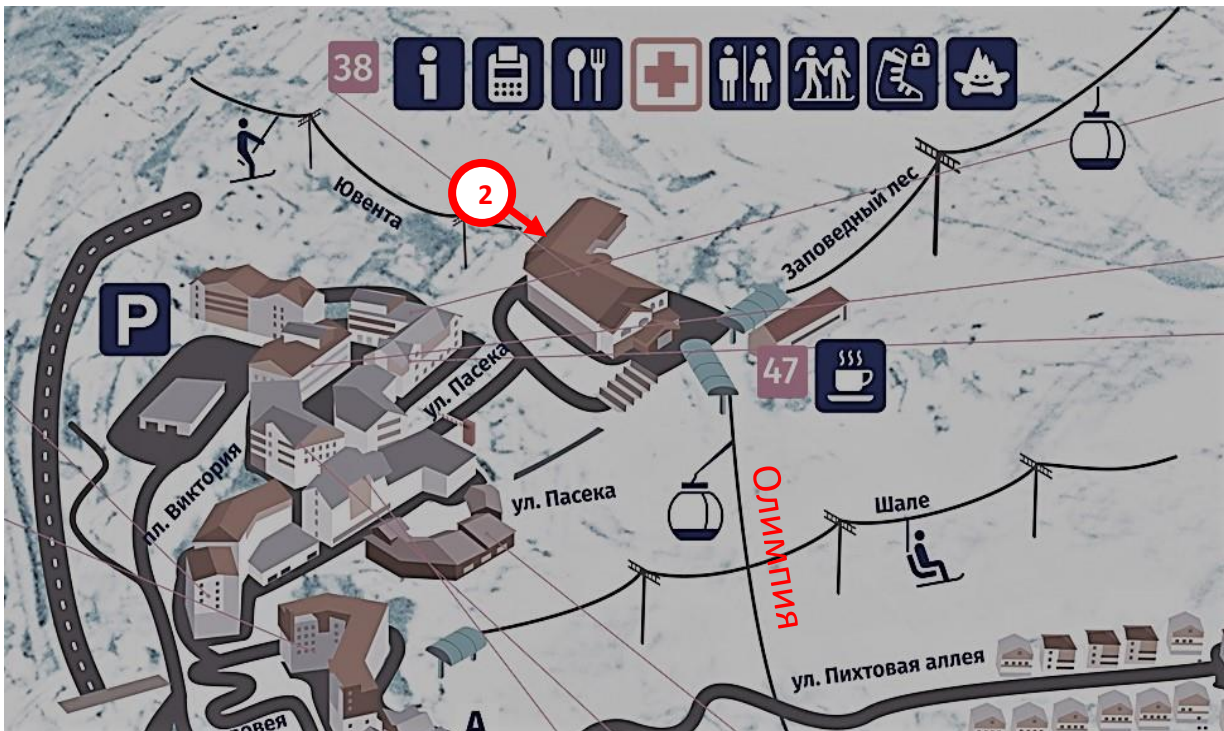 38
Ювента
2
Заповедный лес
P
47
ул. Пасека
Олимпия
пл. Виктория
ул. Пасека
Шале
ул. Пихтовая аллея
А